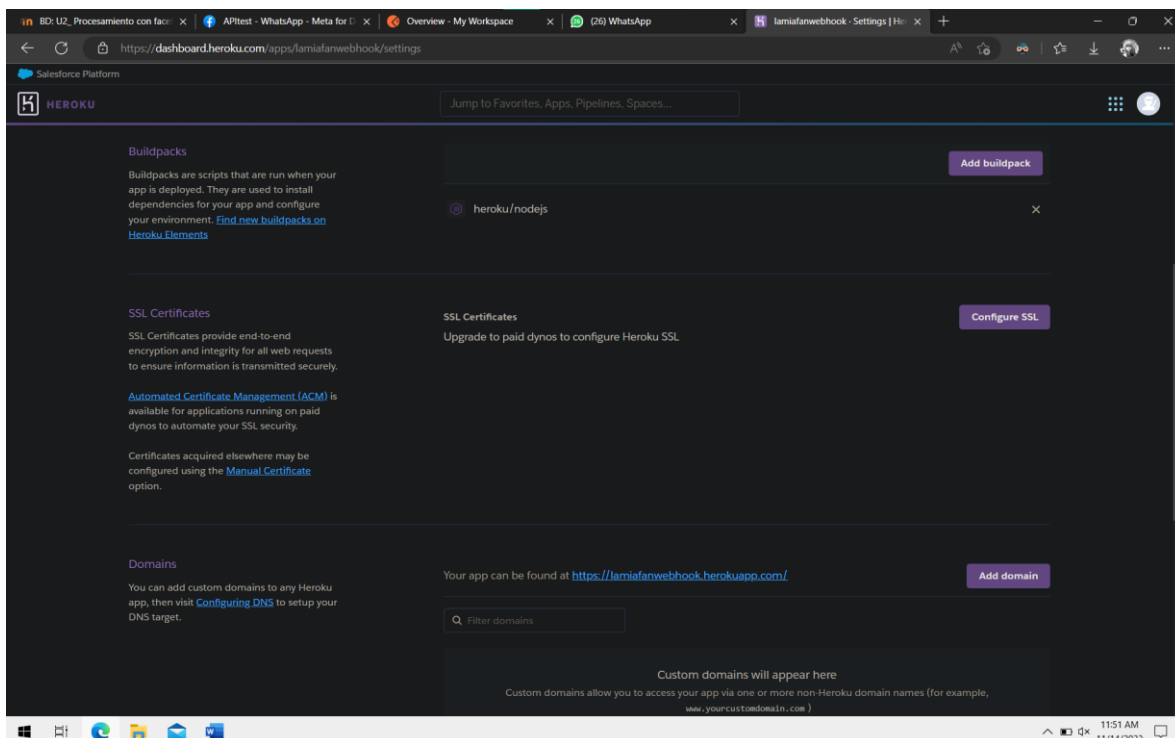 BD: U2_ Procesamiento con face
APItest - WhatsApp - Meta for D
Overview - My Workspace
(26) WhatsApp
lamiafanwebhook · Settings | He
https://dashboard.heroku.com/apps/lamiafanwebhook/settings
Salesforce Platform
HEROKU
Jump to Favorites, Apps, Pipelines, Spaces...
Buildpacks
Buildpacks are scripts that are run when your
app is deployed. They are used to install
dependencies for your app and configure
your environment. Find new buildpacks on
Heroku Elements
Add buildpack
heroku/nodejs
SSL Certificates
SSL Certificates provide end-to-end
encryption and integrity for all web requests
to ensure information is transmitted securely.
Automated Certificate Management (ACM) is
available for applications running on paid
dynos to automate your SSL security.
Certificates acquired elsewhere may be
configured using the Manual Certificate
option.
SSL Certificates
Upgrade to paid dynos to configure Heroku SSL
Configure SSL
Domains
You can add custom domains to any Heroku
app, then visit Configuring DNS to setup your
DNS target.
Your app can be found at https://lamiafanwebhook.herokuapp.com/
Add domain
Filter domains
Custom domains will appear here
Custom domains allow you to access your app via one or more non-Heroku domain names (for example,
www.yourcustomdomain.com )
11:51 AM